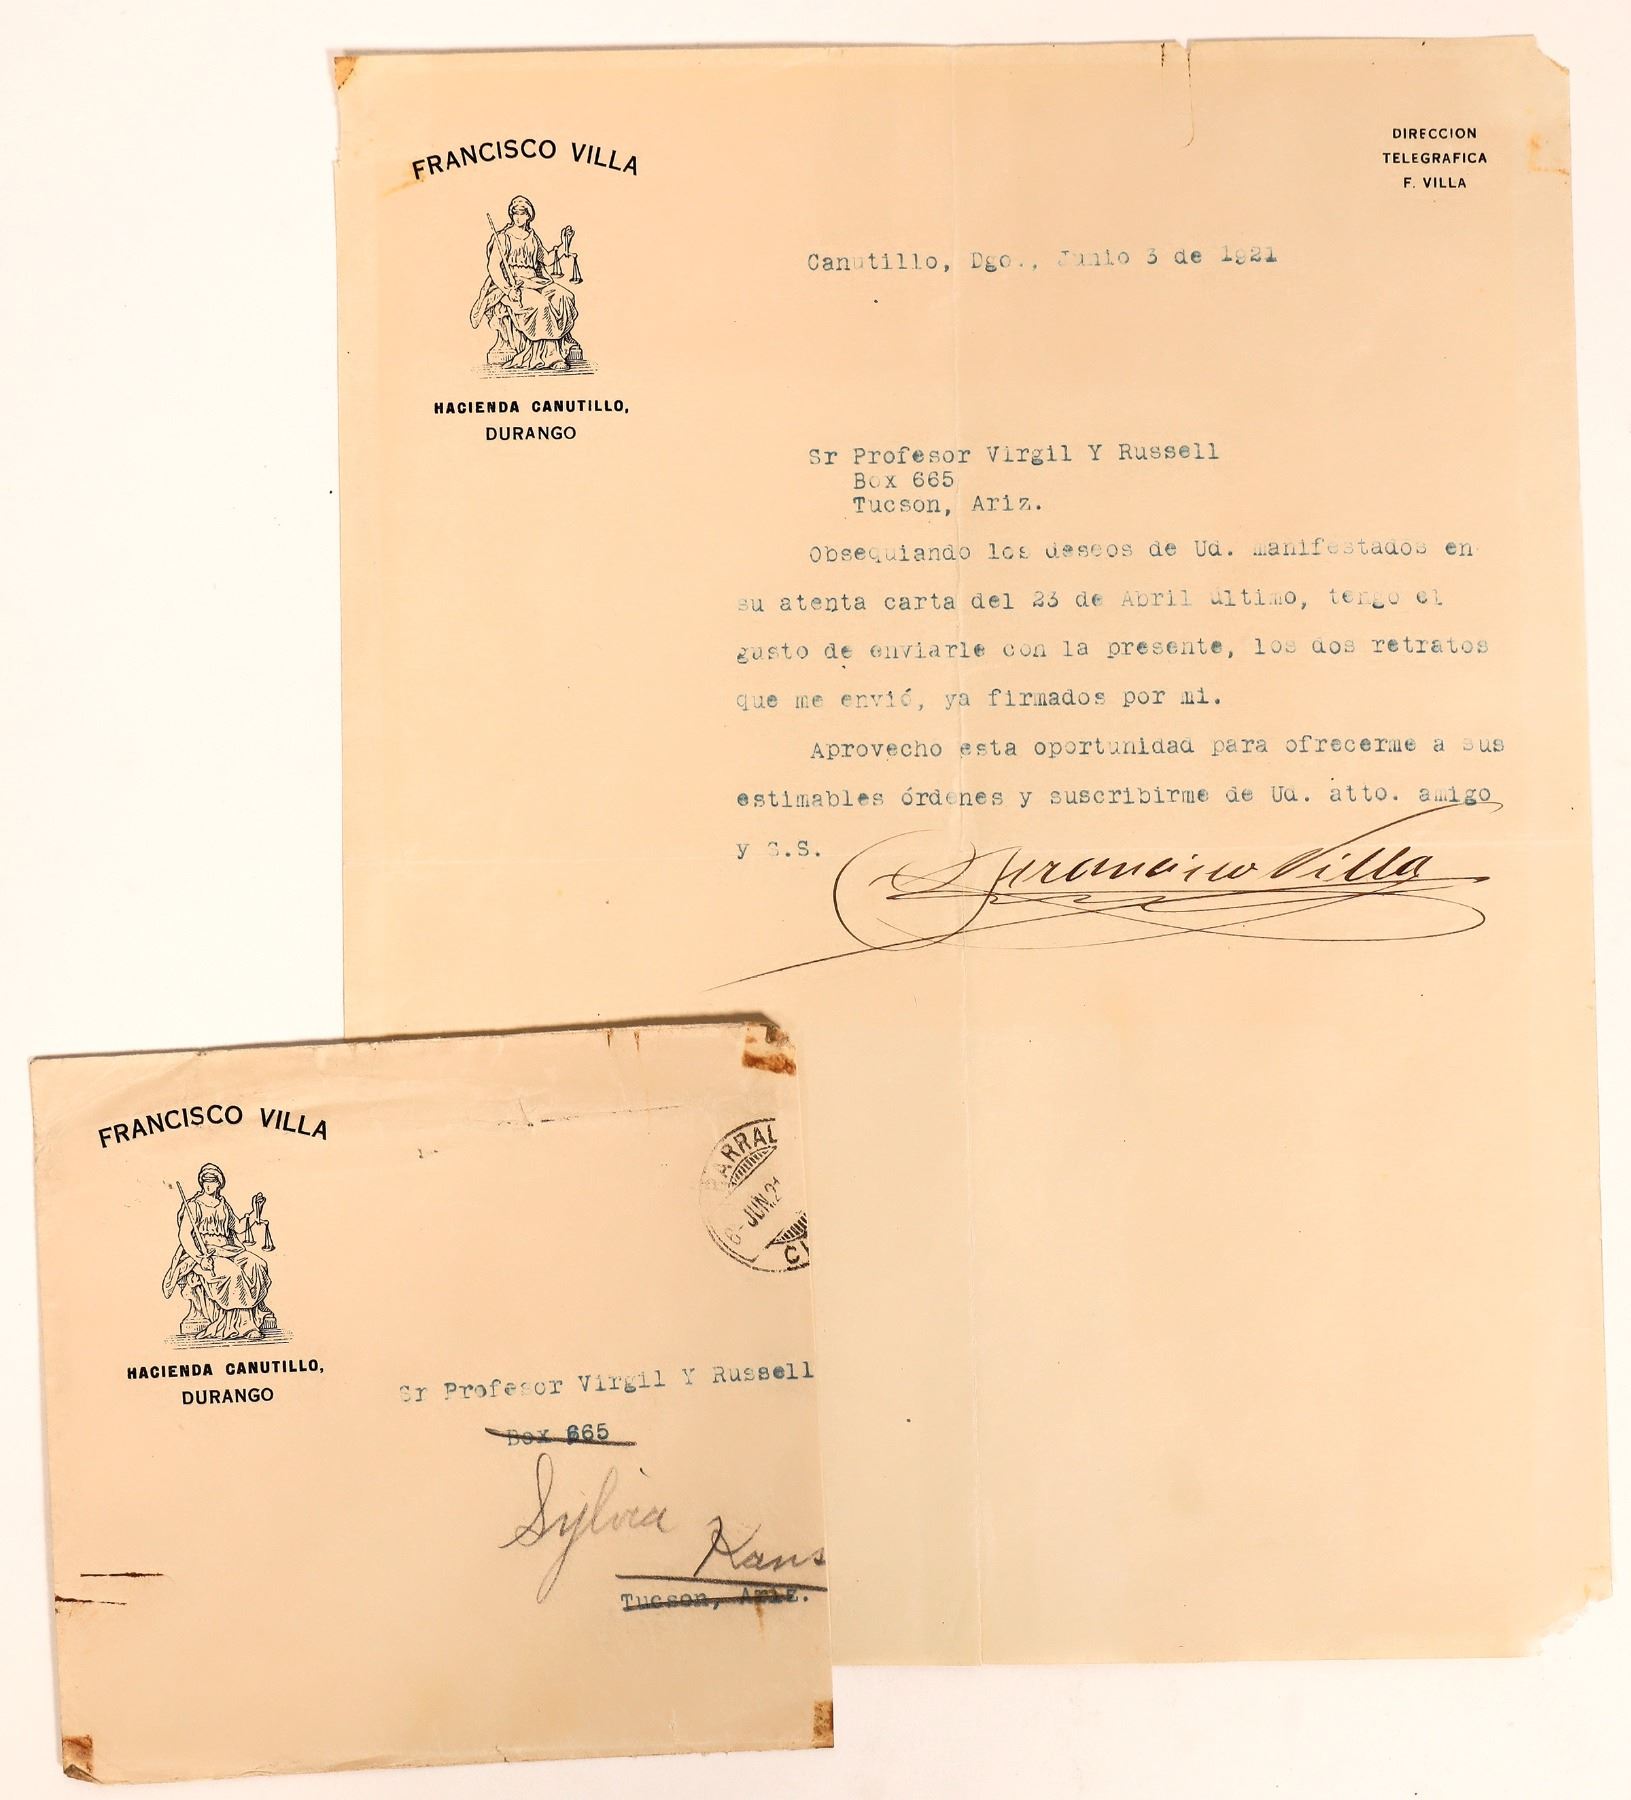 FRANCISCO VILLA
HACIENDA CANUTILLO,
DURANGO
DIRECCION
TELEGRAFICA
F. VILLA
Canutillo, Dgo., Junio 3 de 1921
Sr Profesor Virgil Y Russell
Box 665
Tucson, Ariz.
Obsequiando los deseos de Ud. manifestados en
su atenta carta del 23 de Abril último, tengo el
gusto de enviarle con la presente, los dos retratos
que me envió, ya firmados por mi.
Aprovecho esta oportunidad para ofrecerme a sus
estimables órdenes y suscribirme de Ud. atto. amigo
y S.S.
Francisco Villa
FRANCISCO VILLA
HACIENDA CANUTILLO,
DURANGO
PARRAL
JUN.21
Sr Profesor Virgil Y Russell
Box 665
Sylvia
Kans
Tucson, Ariz.